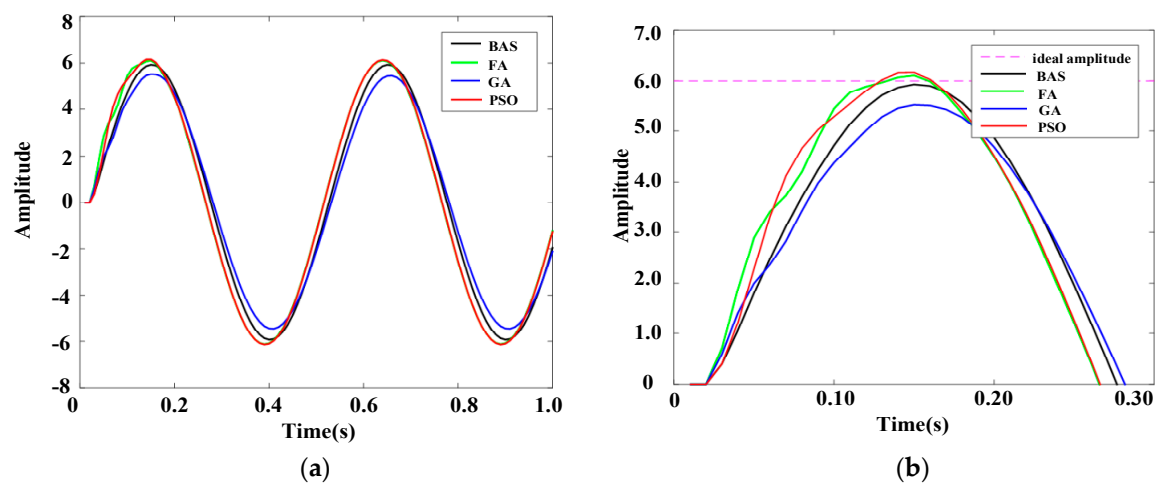 8
6
4
2
0
-2
-4
-6
-8
Amplitude
BAS
FA
GA
PSO
0
0.2
0.4
0.6
0.8
1.0
Time(s)
(a)
7.0
6.0
5.0
4.0
3.0
2.0
1.0
0
Amplitude
ideal amplitude
BAS
FA
GA
PSO
0
0.10
0.20
0.30
Time(s)
(b)